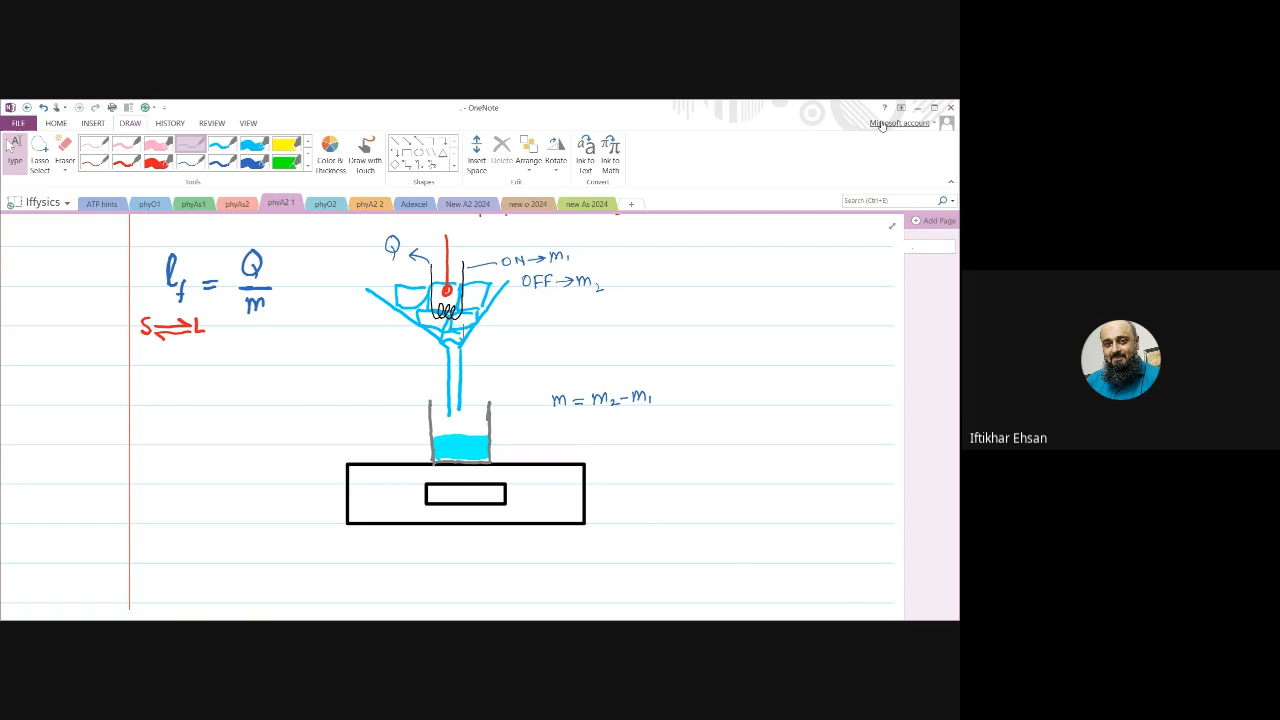 . - OneNote
?
Microsoft account
FILE HOME INSERT DRAW HISTORY REVIEW VIEW
Type
Lasso Select
Eraser
Color & Thickness
Draw with Touch
Insert Space
Delete
Arrange
Rotate
Ink to Text
Ink to Math
Tools
Shapes
Edit
Convert
Iffysics
ATP hints
phyO1
phyAs1
phyAs2
phyA2 1
phyO2
phyA2 2
Adexcel
New A2 2024
new o 2024
new As 2024
+
Search (Ctrl+E)
Add Page
.
lf = Q/m
S ⇌ L
Q
ON → m1
OFF → m2
m = m2 - m1
Iftikhar Ehsan